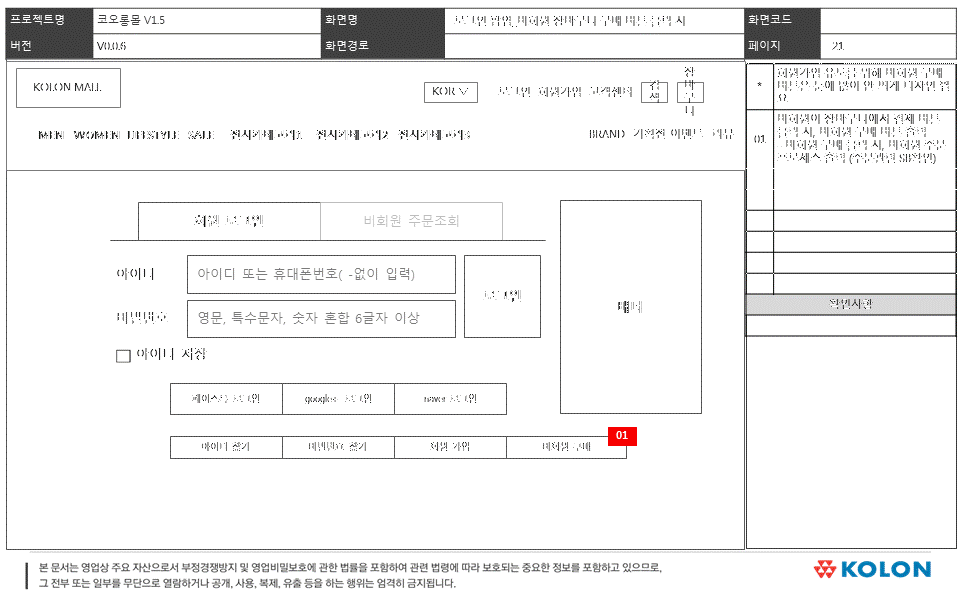 프로젝트명 코오롱몰 V1.5 화면명 로그인 팝업_비회원 장바구니 구매 버튼 클릭 시 화면코드
버전 V0.0.6 화면경로 페이지 21
KOLON MALL KOR 로그인 회원가입 고객센터 검색 장바구니
MEN WOMEN LIFESTYLE SALE 전시카테고리1 전시카테고리2 전시카테고리3 BRAND 기획전 이벤트 리뷰
회원 로그인 비회원 주문조회
아이디 아이디 또는 휴대폰번호( -없이 입력)
로그인
비밀번호 영문, 특수문자, 숫자 혼합 6글자 이상
배너
아이디 저장
페이스북 로그인 google+ 로그인 naver 로그인
아이디 찾기 비밀번호 찾기 회원 가입 비회원 구매
01
* 회원가입 유도를 위해 비회원 구매
버튼은 눈에 많이 안 띄게 디자인 필
요
01 비회원이 장바구니에서 결제 버튼
클릭 시, 비회원 구매 버튼 출력
비회원 구매 클릭 시, 비회원 주문
프로세스 출력 (주문관련 SB확인)
확인사항
본 문서는 영업상 주요 자산으로서 부정경쟁방지 및 영업비밀보호에 관한 법률을 포함하여 관련 법령에 따라 보호되는 중요한 정보를 포함하고 있으므로,
그 전부 또는 일부를 무단으로 열람하거나 공개, 사용, 복제, 유출 등을 하는 행위는 엄격히 금지됩니다.
KOLON